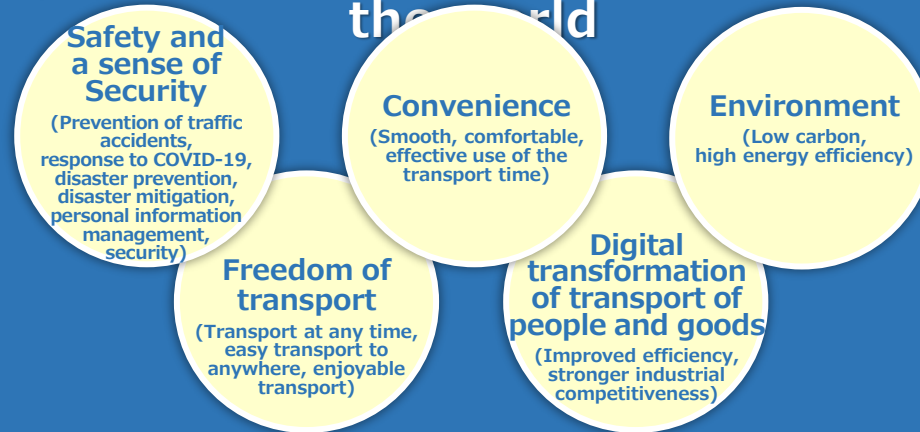 Safety and
a sense of
Security
(Prevention of traffic
accidents,
response to COVID-19,
disaster prevention,
disaster mitigation,
personal information
management,
security)
Freedom of
transport
(Transport at any time,
easy transport to
anywhere, enjoyable
transport)
Convenience
(Smooth, comfortable,
effective use of the
transport time)
Digital
transformation
of transport of
people and goods
(Improved efficiency,
stronger industrial
competitiveness)
Environment
(Low carbon,
high energy efficiency)